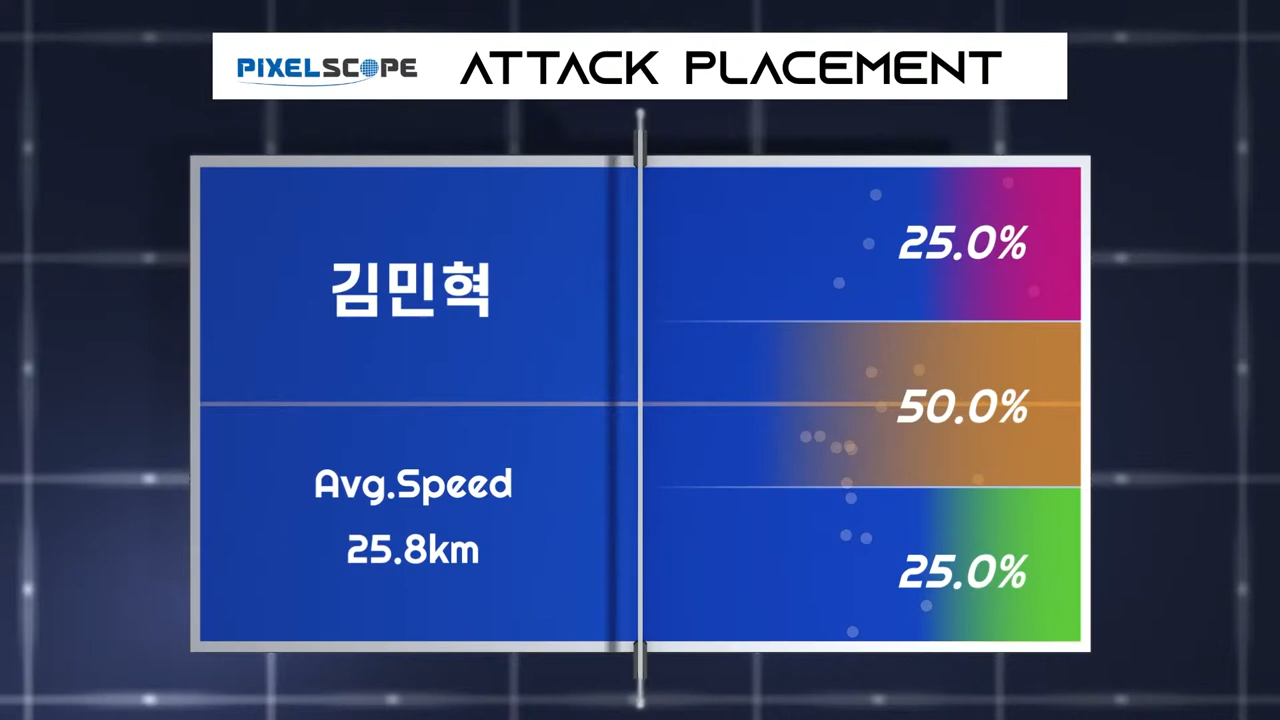 PIXELSCOPE
ATTACK PLACEMENT
김민혁
Avg.Speed
25.8km
25.0%
50.0%
25.0%